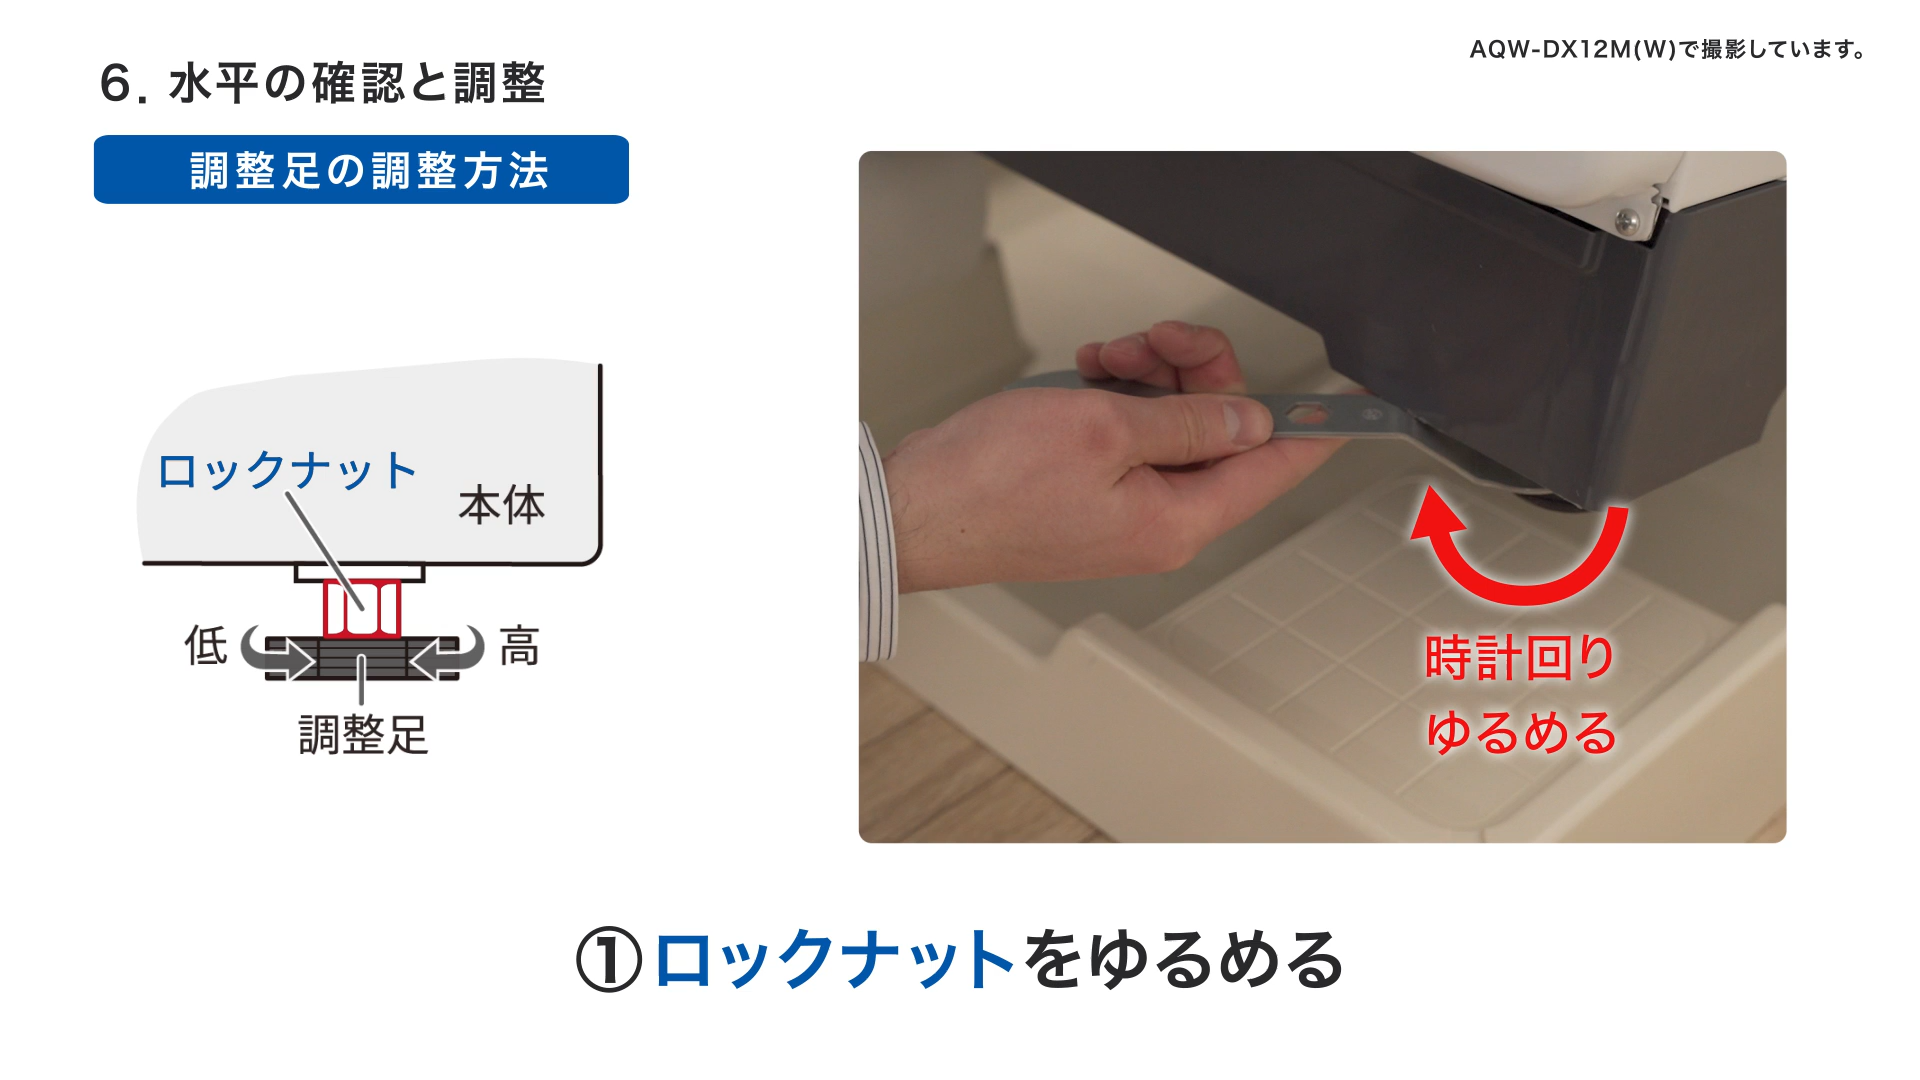 AQW-DX12M(W)で撮影しています。
6. 水平の確認と調整
調整足の調整方法
ロックナット
本体
低
高
調整足
時計回り
ゆるめる
①ロックナットをゆるめる